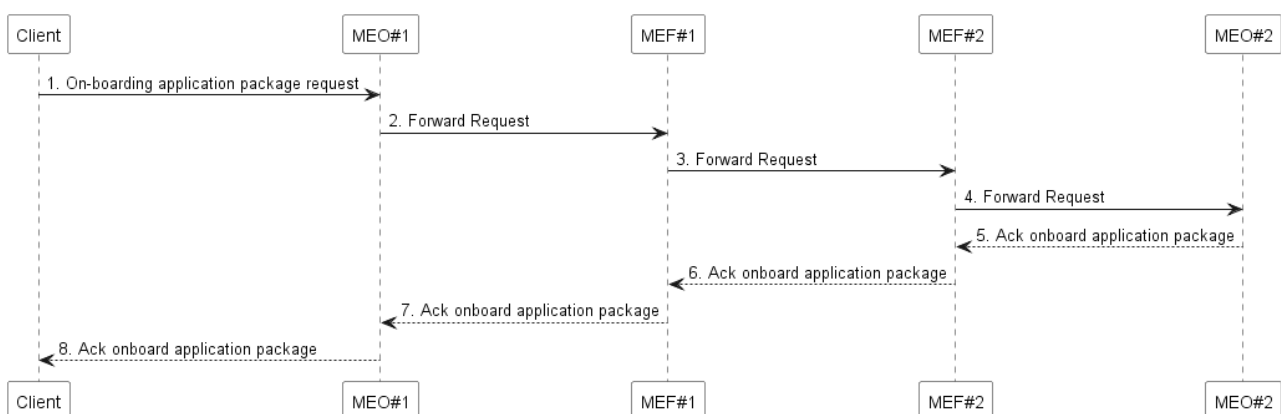 Client
MEO#1
MEF#1
MEF#2
MEO#2
1. On-boarding application package request
2. Forward Request
3. Forward Request
4. Forward Request
5. Ack onboard application package
6. Ack onboard application package
7. Ack onboard application package
8. Ack onboard application package
Client
MEO#1
MEF#1
MEF#2
MEO#2